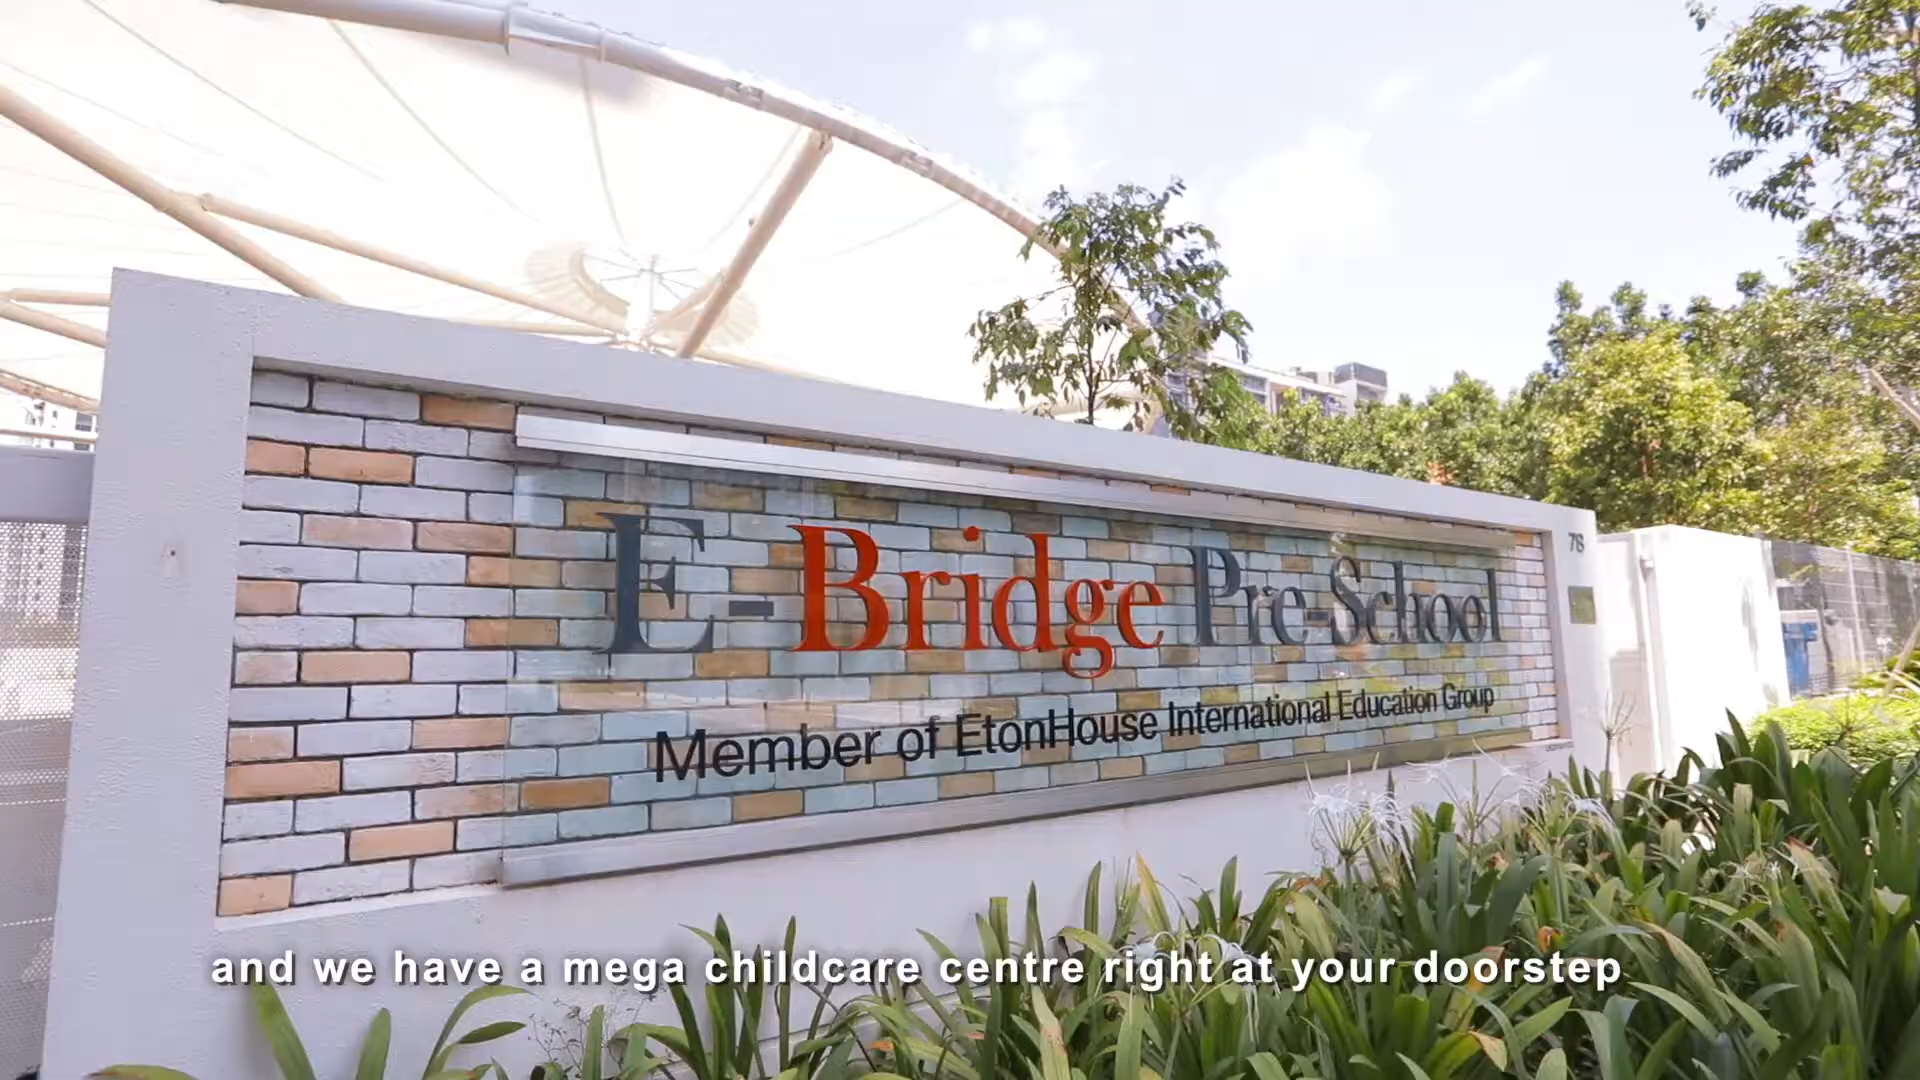 E-Bridge Pre-School
Member of EtonHouse International Education Group
and we have a mega childcare centre right at your doorstep